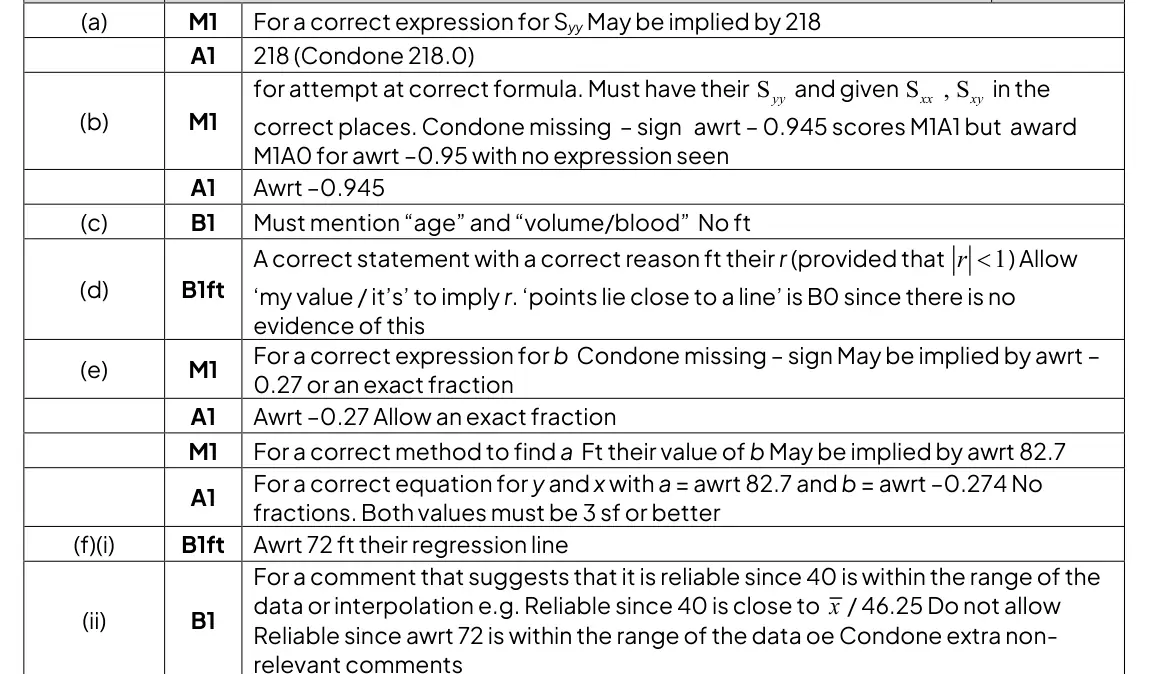 (a) M1 For a correct expression for Syy May be implied by 218
A1 218 (Condone 218.0)
for attempt at correct formula. Must have their Syy and given Sxx , Sxy in the
(b) M1 correct places. Condone missing – sign awrt – 0.945 scores M1A1 but award
M1A0 for awrt –0.95 with no expression seen
A1 Awrt –0.945
(c) B1 Must mention “age” and “volume/blood” No ft
A correct statement with a correct reason ft their r (provided that |r| < 1) Allow
(d) B1ft ‘my value / it’s’ to imply r. ‘points lie close to a line’ is B0 since there is no
evidence of this
(e) M1 For a correct expression for b Condone missing – sign May be implied by awrt –
0.27 or an exact fraction
A1 Awrt –0.27 Allow an exact fraction
M1 For a correct method to find a Ft their value of b May be implied by awrt 82.7
A1 For a correct equation for y and x with a = awrt 82.7 and b = awrt –0.274 No
fractions. Both values must be 3 sf or better
(f)(i) B1ft Awrt 72 ft their regression line
For a comment that suggests that it is reliable since 40 is within the range of the
(ii) B1 data or interpolation e.g. Reliable since 40 is close to x̄ / 46.25 Do not allow
Reliable since awrt 72 is within the range of the data oe Condone extra non-
relevant comments